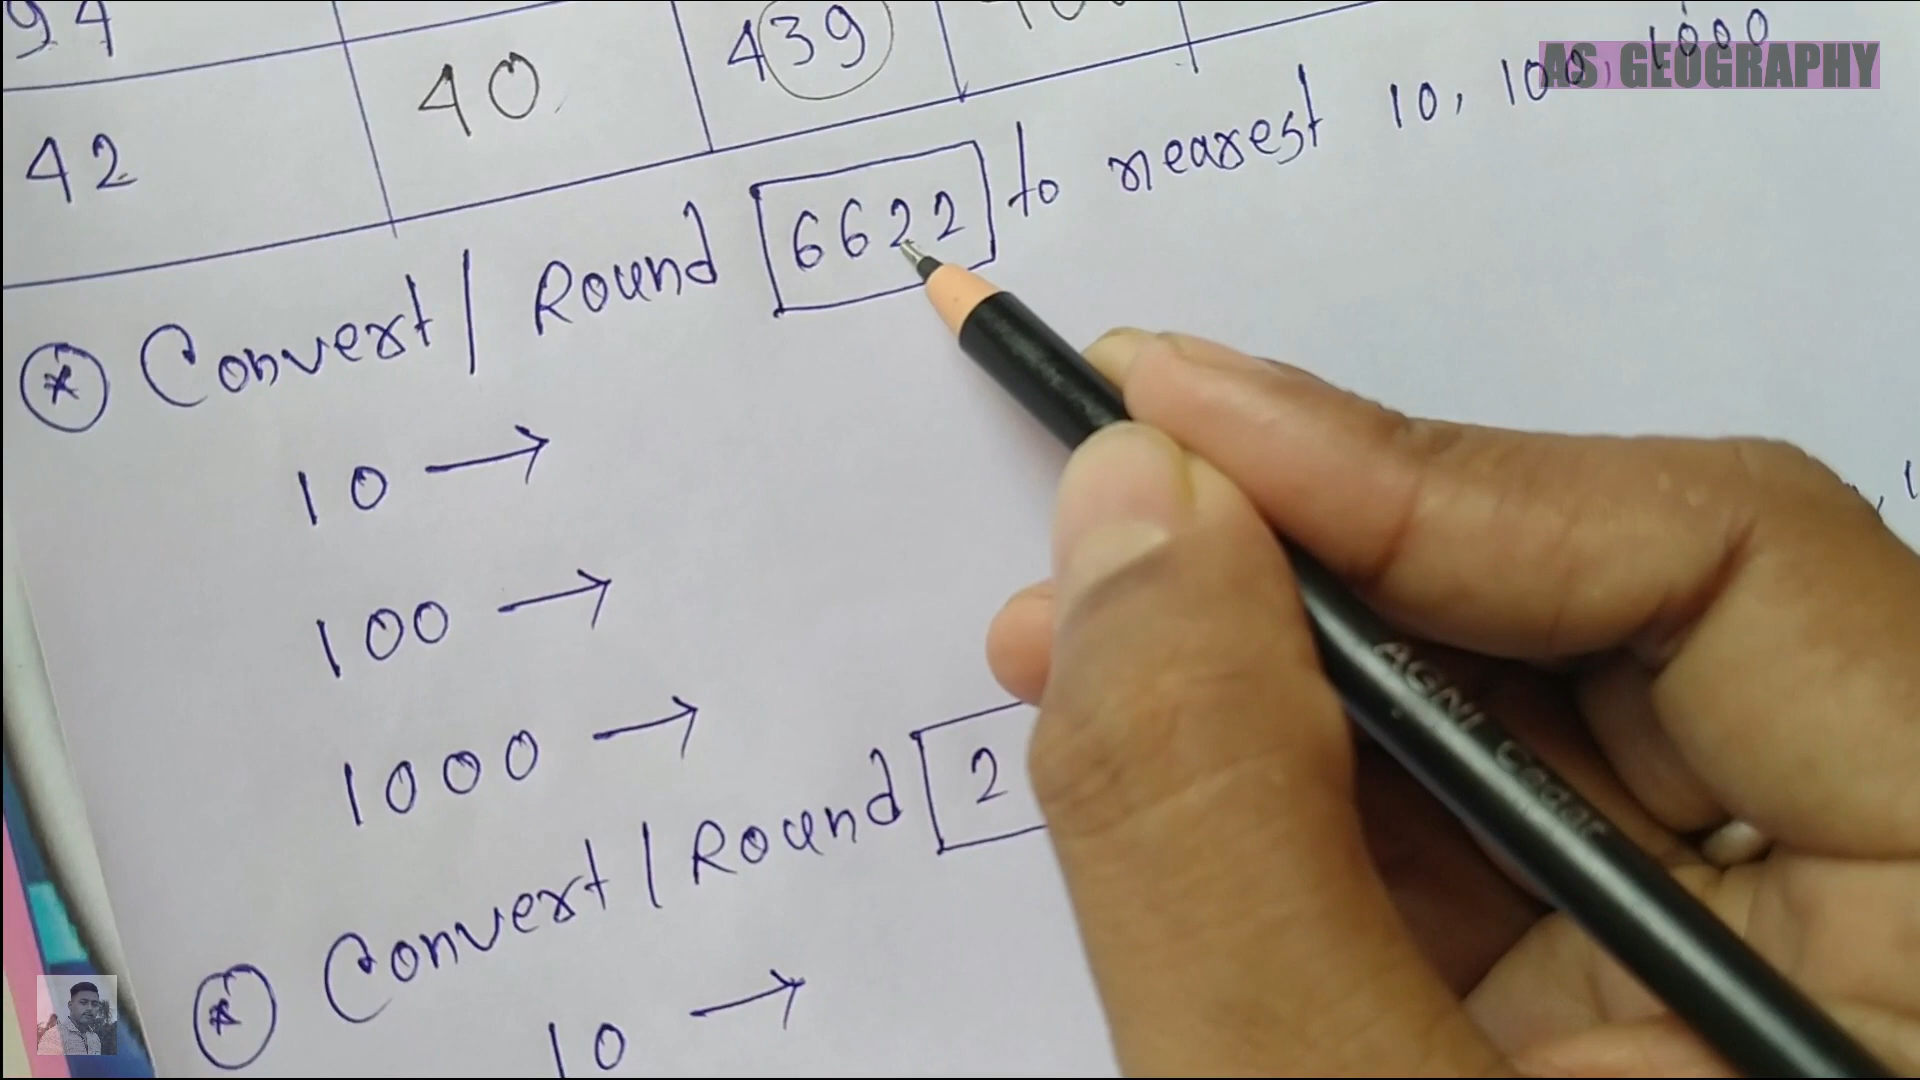 94
42 40 439
AS GEOGRAPHY
Convert / Round 6622 to nearest 10, 100, 1000
10 →
100 →
1000 →
Convert / Round 2
10 →
AGNI Cedar